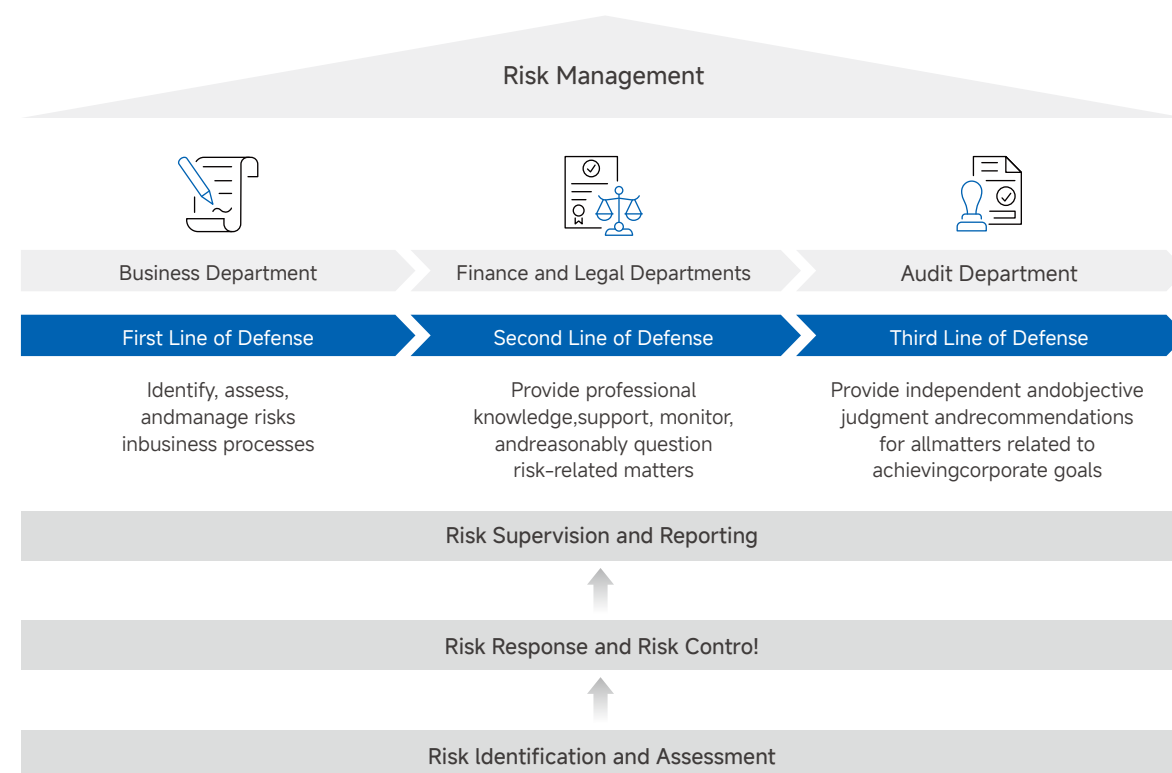 Risk Management
Business Department
Finance and Legal Departments
Audit Department
First Line of Defense
Second Line of Defense
Third Line of Defense
Identify, assess,
andmanage risks
inbusiness processes
Provide professional
knowledge,support, monitor,
andreasonably question
risk-related matters
Provide independent andobjective
judgment andrecommendations
for allmatters related to
achievingcorporate goals
Risk Supervision and Reporting
Risk Response and Risk Contro!
Risk Identification and Assessment